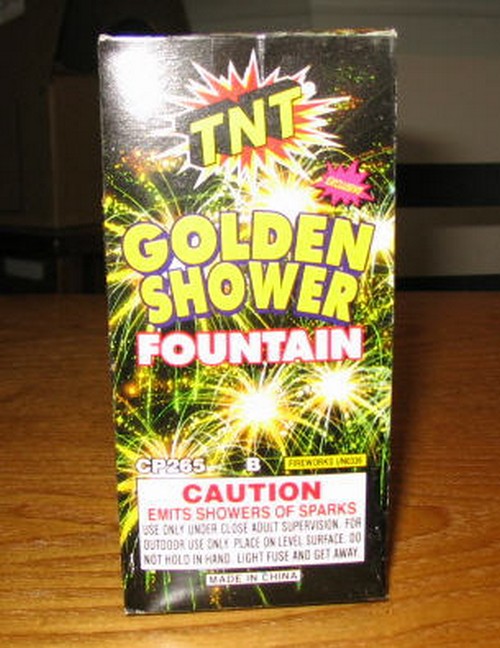 TNT
EXCLUSIVE
GOLDEN
SHOWER
FOUNTAIN
CP265 B FIREWORKS UN0336
CAUTION
EMITS SHOWERS OF SPARKS
USE ONLY UNDER CLOSE ADULT SUPERVISION. FOR
OUTDOOR USE ONLY. PLACE ON LEVEL SURFACE. DO
NOT HOLD IN HAND. LIGHT FUSE AND GET AWAY.
MADE IN CHINA